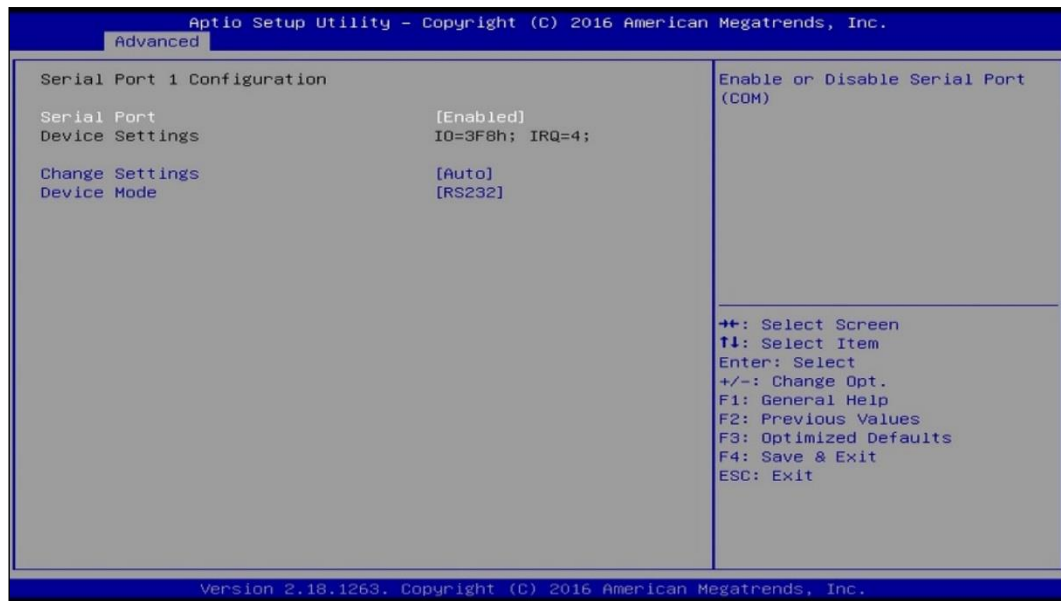 Aptio Setup Utility – Copyright (C) 2016 American Megatrends, Inc.
Advanced
Serial Port 1 Configuration
Serial Port [Enabled]
Device Settings IO=3F8h; IRQ=4;
Change Settings [Auto]
Device Mode [RS232]
Enable or Disable Serial Port
(COM)
→←: Select Screen
↑↓: Select Item
Enter: Select
+/-: Change Opt.
F1: General Help
F2: Previous Values
F3: Optimized Defaults
F4: Save & Exit
ESC: Exit
Version 2.18.1263. Copyright (C) 2016 American Megatrends, Inc.